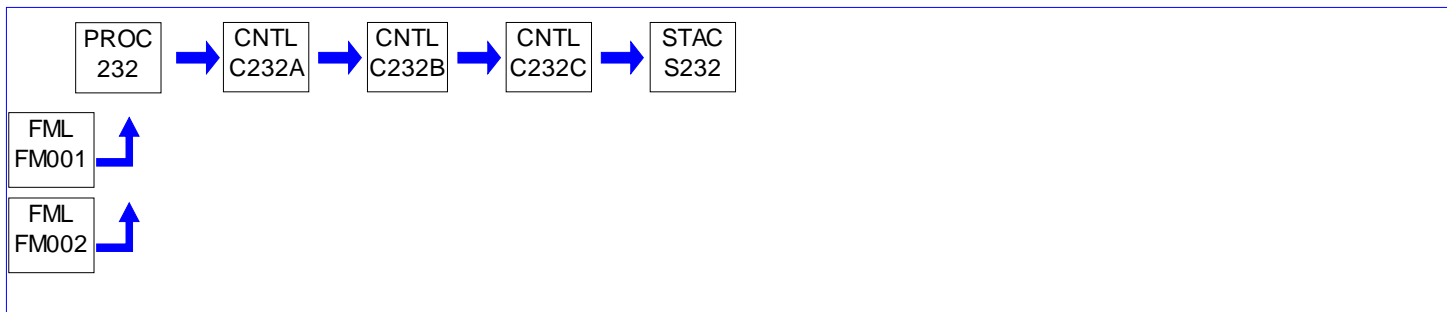 PROC
232
CNTL
C232A
CNTL
C232B
CNTL
C232C
STAC
S232
FML
FM001
FML
FM002